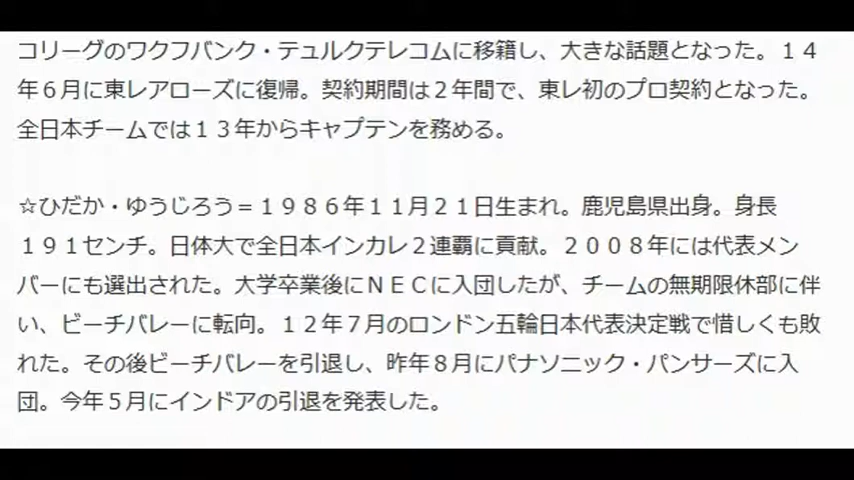 コリーグのワクフバンク・テュルクテレコムに移籍し、大きな話題となった。１４
年６月に東レアローズに復帰。契約期間は２年間で、東レ初のプロ契約となった。
全日本チームでは１３年からキャプテンを務める。
☆ひだか・ゆうじろう＝１９８６年１１月２１日生まれ。鹿児島県出身。身長
１９１センチ。日体大で全日本インカレ２連覇に貢献。２００８年には代表メン
バーにも選出された。大学卒業後にＮＥＣに入団したが、チームの無期限休部に伴
い、ビーチバレーに転向。１２年７月のロンドン五輪日本代表決定戦で惜しくも敗
れた。その後ビーチバレーを引退し、昨年８月にパナソニック・パンサーズに入
団。今年５月にインドアの引退を発表した。